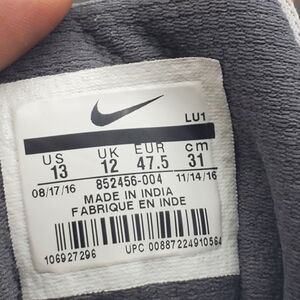 LU1
US UK EUR cm
13 12 47.5 31
08/17/16 852456-004 11/14/16
MADE IN INDIA
FABRIQUE EN INDE
106927296 UPC 00887224910564